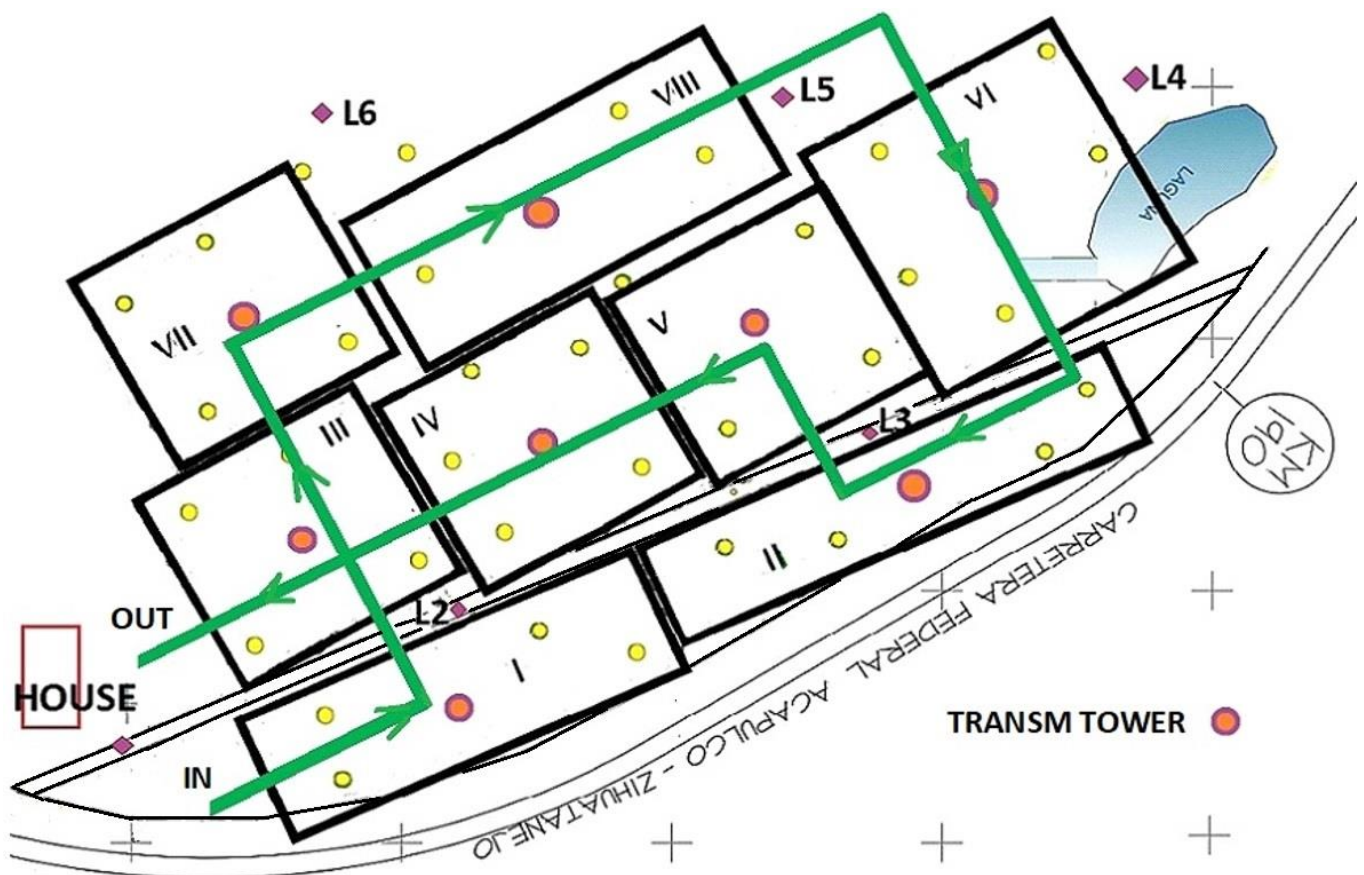 L6
L5
L4
VIII
VI
LAGUNA
VII
V
III
IV
L3
KM
190
II
L2
OUT
I
HOUSE
IN
CARRETERA FEDERAL ACAPULCO - ZIHUATANEJO
TRANSM TOWER